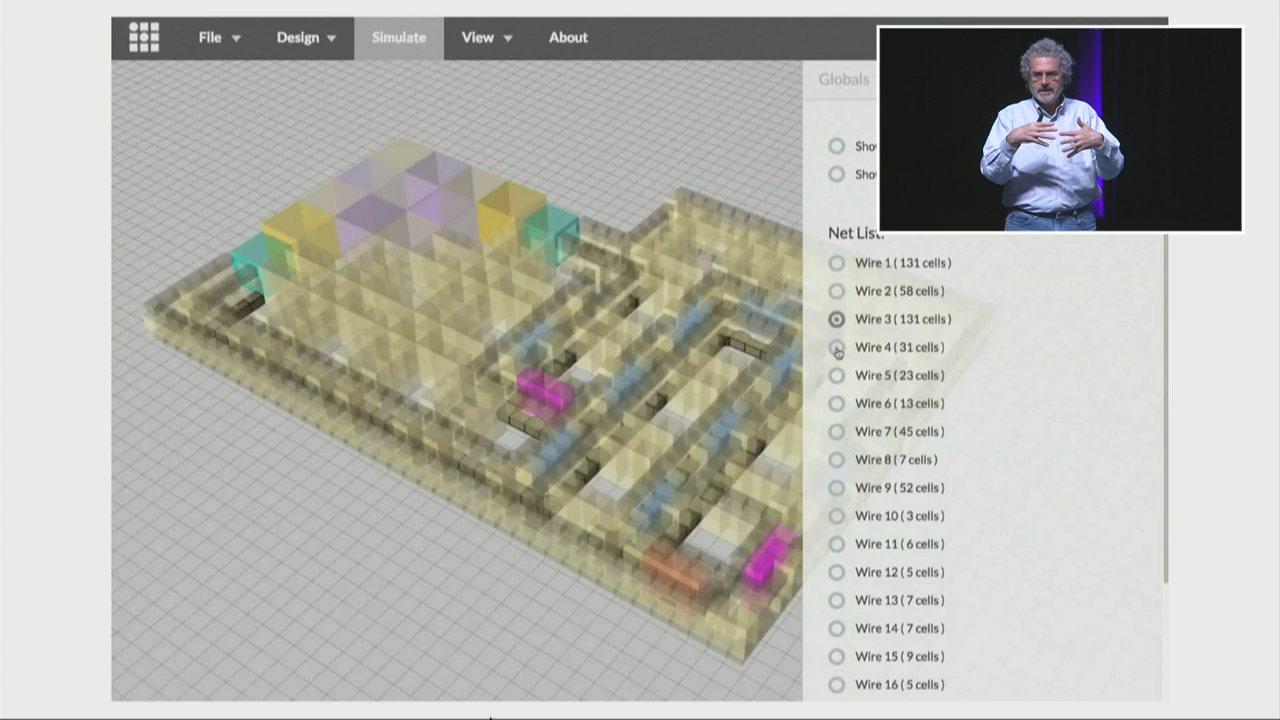 File Design Simulate View About
Globals
Sho
Sho
Net List:
Wire 1 ( 131 cells )
Wire 2 ( 58 cells )
Wire 3 ( 131 cells )
Wire 4 ( 31 cells )
Wire 5 ( 23 cells )
Wire 6 ( 13 cells )
Wire 7 ( 45 cells )
Wire 8 ( 7 cells )
Wire 9 ( 52 cells )
Wire 10 ( 3 cells )
Wire 11 ( 6 cells )
Wire 12 ( 5 cells )
Wire 13 ( 7 cells )
Wire 14 ( 7 cells )
Wire 15 ( 9 cells )
Wire 16 ( 5 cells )